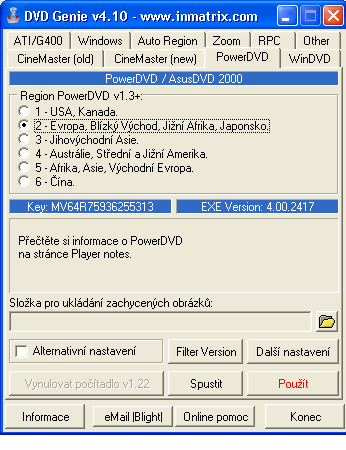 DVD Genie v4.10 - www.inmatrix.com
ATI/G400 Windows Auto Region Zoom RPC Other
CineMaster (old) CineMaster (new) PowerDVD WinDVD
PowerDVD / AsusDVD 2000
Region PowerDVD v1.3+:
1 - USA, Kanada.
2 - Evropa, Blízký Východ, Jižní Afrika, Japonsko.
3 - Jihovýchodní Asie.
4 - Austrálie, Střední a Jižní Amerika.
5 - Afrika, Asie, Východní Evropa.
6 - Čína.
Key: MV64R75936255313 EXE Version: 4.00.2417
Přečtěte si informace o PowerDVD
na stránce Player notes.
Složka pro ukládání zachycených obrázků:
Alternativní nastavení Filter Version Další nastavení
Vynulovat počítadlo v1.22 Spustit Použít
Informace eMail |Blight| Online pomoc Konec